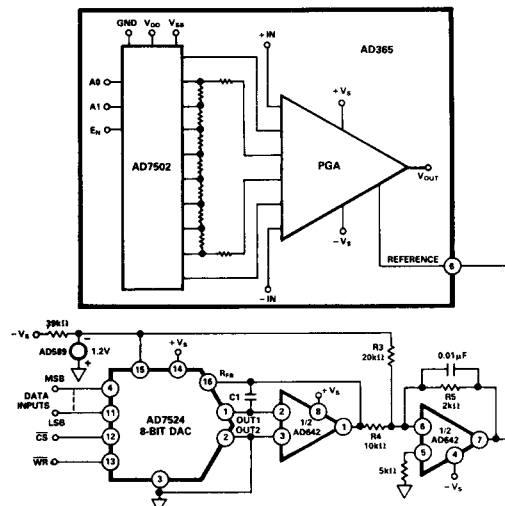 GND VDD VSS
AD365
+ IN
A0
A1
EN
AD7502
+VS
PGA
VOUT
-VS
REFERENCE
6
- IN
39kΩ
-VS
AD589
-
+
1.2V
+VS
R3
20kΩ
0.01µF
15
14
16
RFB
C1
+VS
R5
2kΩ
MSB
DATA
INPUTS
LSB
4
11
AD7524
8-BIT DAC
1
2
OUT1
OUT2
2
3
8
1/2
AD642
1
R4
10kΩ
6
5
1/2
AD642
7
4
CS
12
WR
13
3
5kΩ
-VS